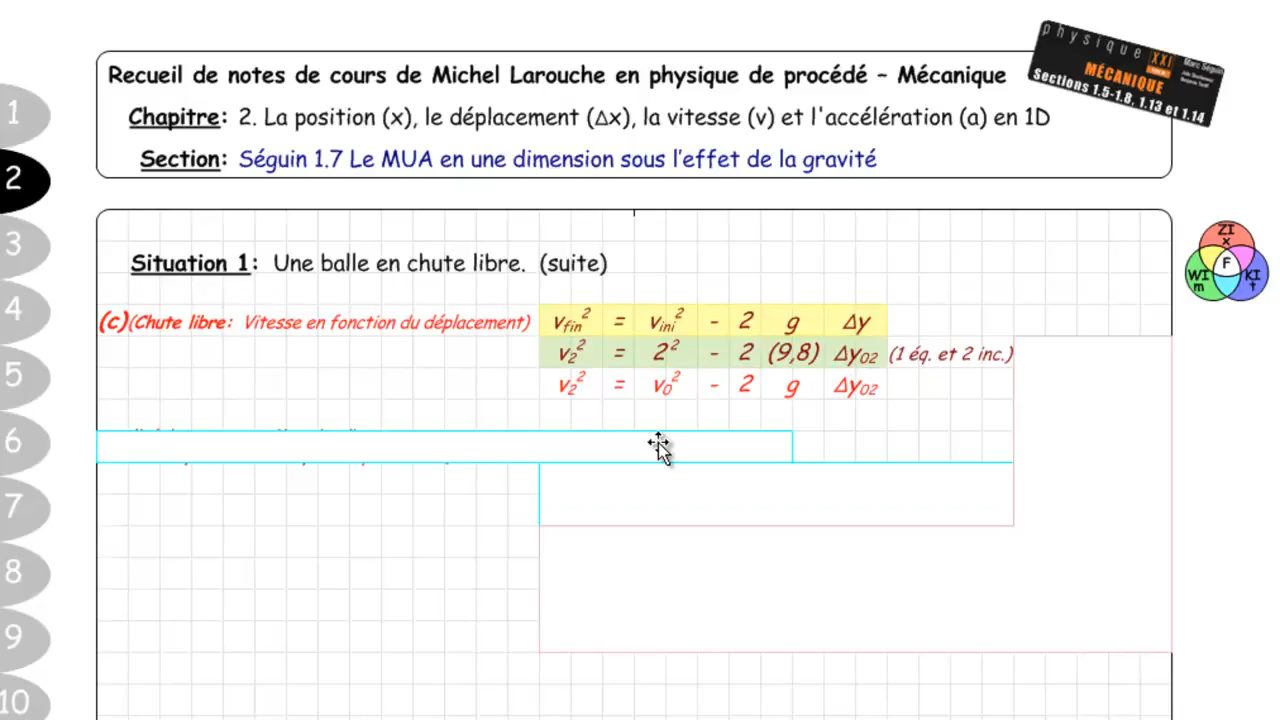 physique XXI
Marc Séguin
MÉCANIQUE
Sections 1.5-1.8, 1.13 et 1.14
Recueil de notes de cours de Michel Larouche en physique de procédé – Mécanique
Chapitre: 2. La position (x), le déplacement (Δx), la vitesse (v) et l'accélération (a) en 1D
Section: Séguin 1.7 Le MUA en une dimension sous l'effet de la gravité
1
2
3
4
5
6
7
8
9
10
ZI
x
F
WI
m
KI
t
Situation 1: Une balle en chute libre. (suite)
(c)(Chute libre: Vitesse en fonction du déplacement) v_fin² = v_ini² - 2 g Δy
v₂² = 2² - 2 (9,8) Δy₀₂ (1 éq. et 2 inc.)
v₂² = v₀² - 2 g Δy₀₂